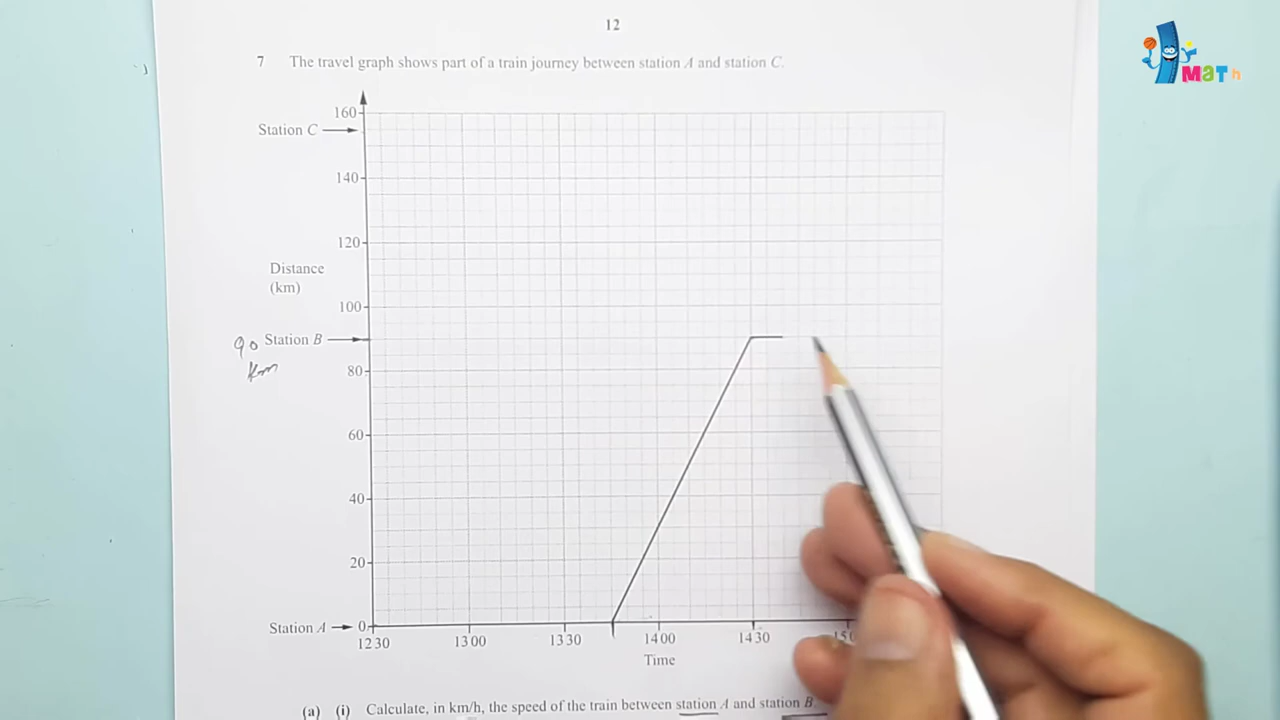 12
7 The travel graph shows part of a train journey between station A and station C.
160
Station C
140
120
Distance
(km)
100
90 Station B
km
80
60
40
20
Station A 0
12 30 13 00 13 30 14 00 14 30
Time
(a) (i) Calculate, in km/h, the speed of the train between station A and station B.
MATH